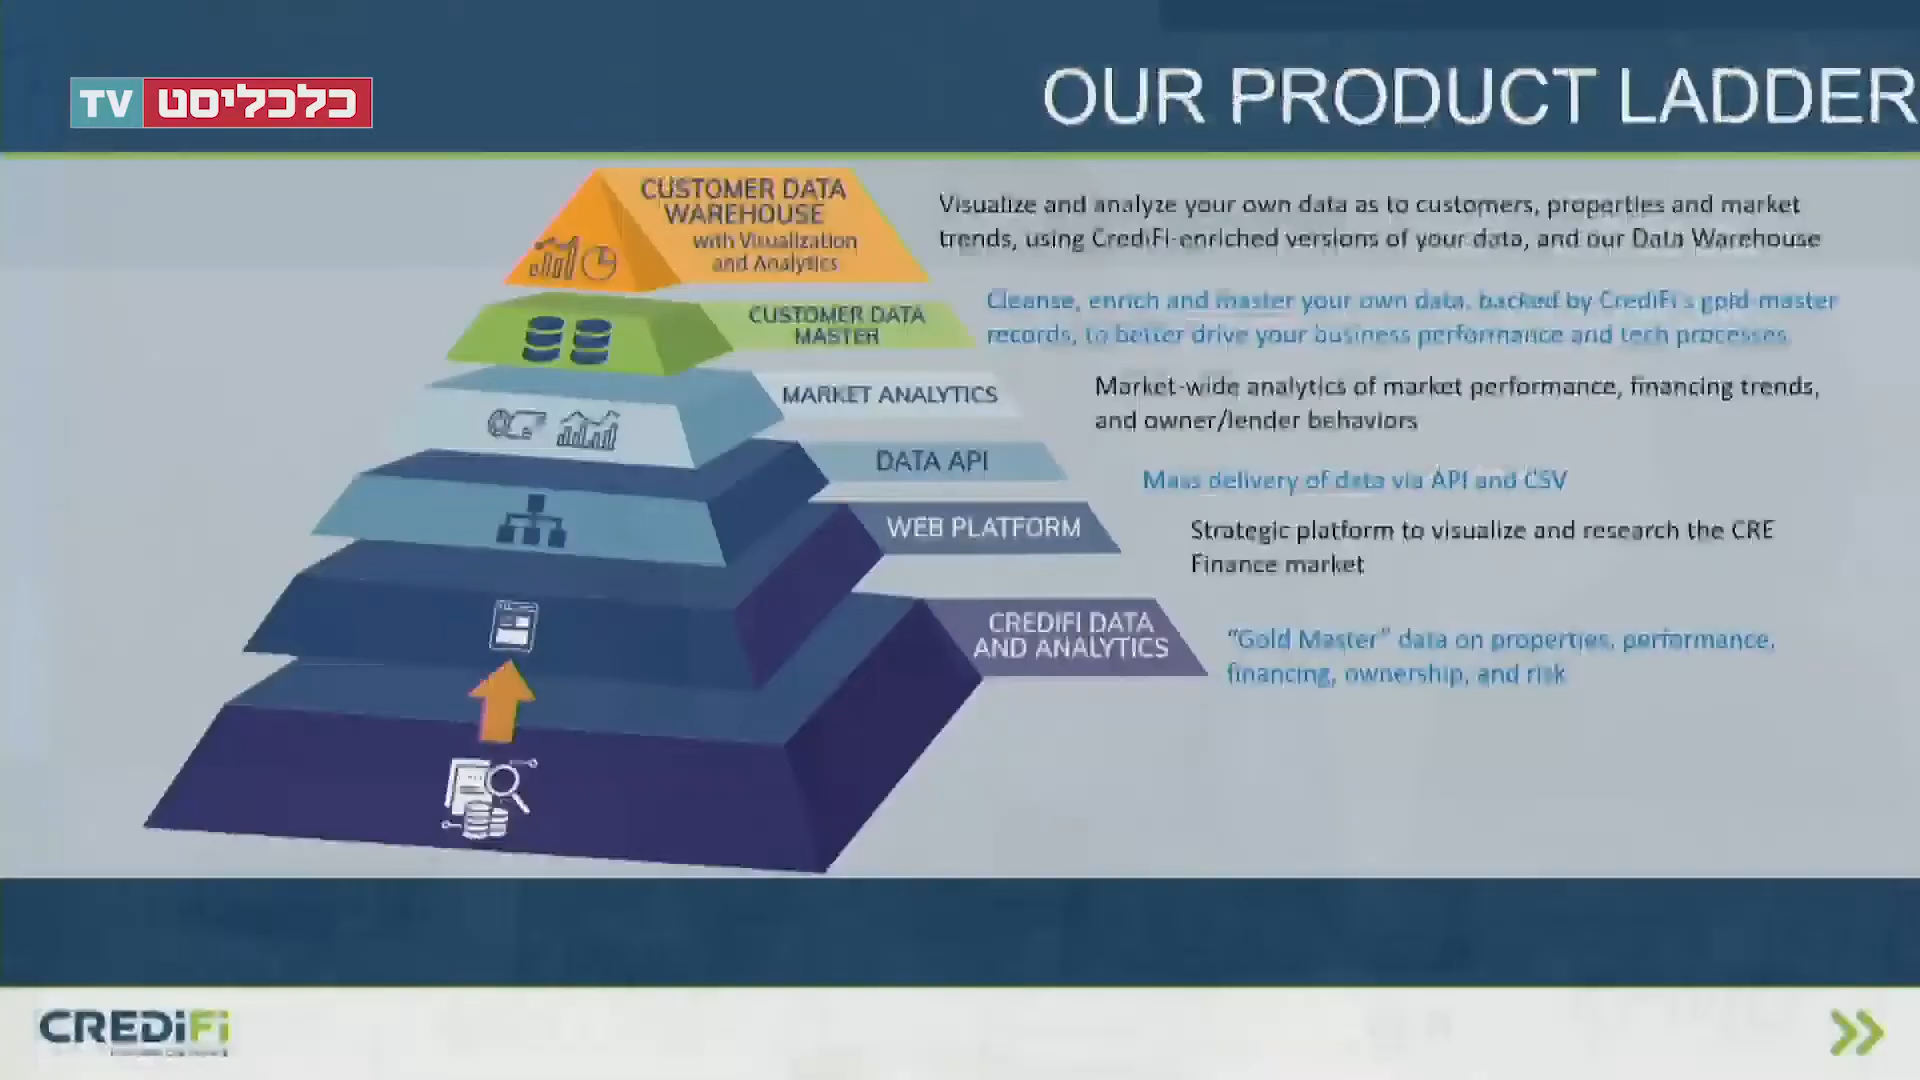 TV כלכליסט
OUR PRODUCT LADDER
CUSTOMER DATA
WAREHOUSE
with Visualization
and Analytics
Visualize and analyze your own data as to customers, properties and market
trends, using CrediFi-enriched versions of your data, and our Data Warehouse
CUSTOMER DATA
MASTER
Cleanse, enrich and master your own data, backed by CrediFi's gold-master
records, to better drive your business performance and tech processes
MARKET ANALYTICS
Market-wide analytics of market performance, financing trends,
and owner/lender behaviors
DATA API
Mass delivery of data via API and CSV
WEB PLATFORM
Strategic platform to visualize and research the CRE
Finance market
CREDIFI DATA
AND ANALYTICS
"Gold Master" data on properties, performance,
financing, ownership, and risk
CREDiFi